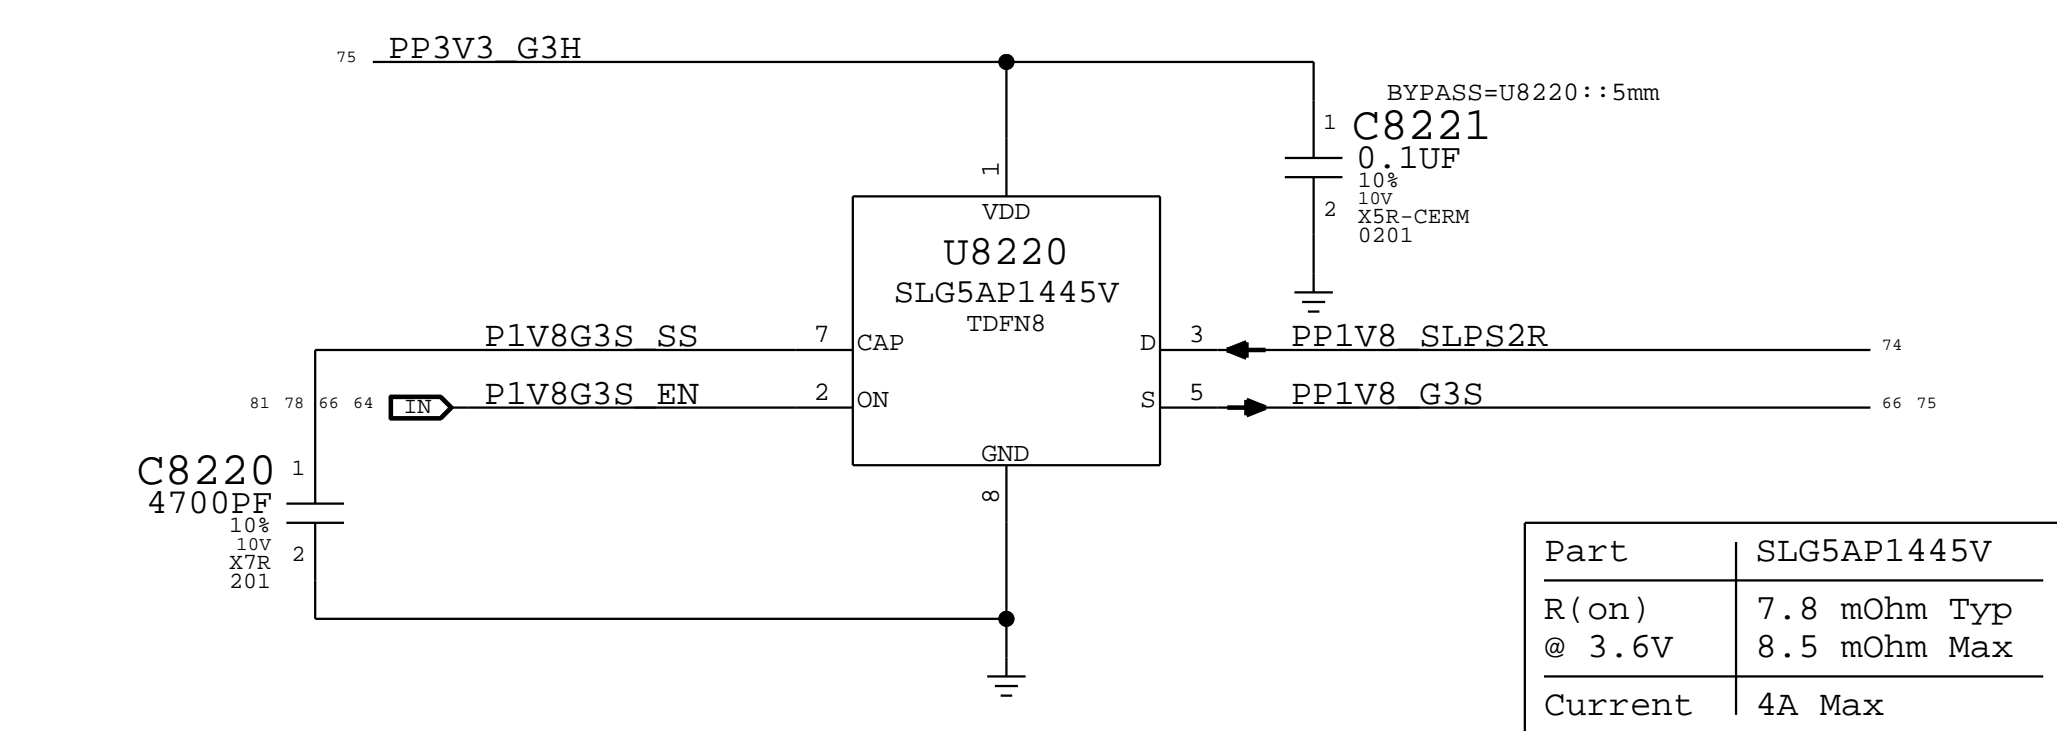 75 PP3V3_G3H
BYPASS=U8220::5mm
1 C8221
0.1UF
10%
10V
2 X5R-CERM
0201
1
VDD
U8220
SLG5AP1445V
TDFN8
P1V8G3S_SS 7 CAP
D 3 PP1V8_SLPS2R 74
81 78 66 64 IN P1V8G3S_EN 2 ON
S 5 PP1V8_G3S 66 75
GND
8
C8220 1
4700PF
10%
10V
X7R 2
201
Part SLG5AP1445V
R(on) 7.8 mOhm Typ
@ 3.6V 8.5 mOhm Max
Current 4A Max